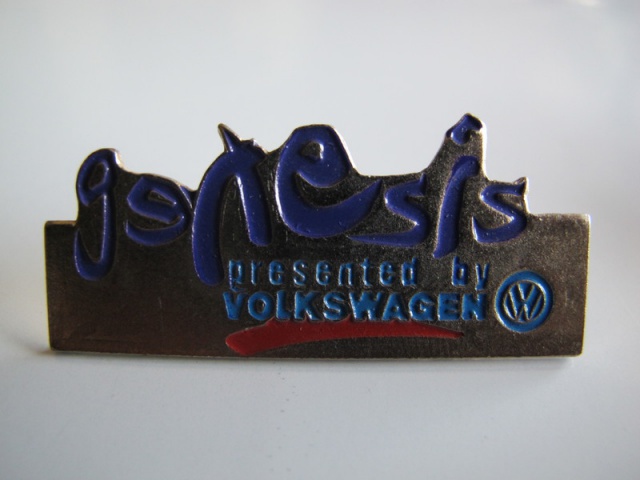 genesis
presented by
VOLKSWAGEN
VW